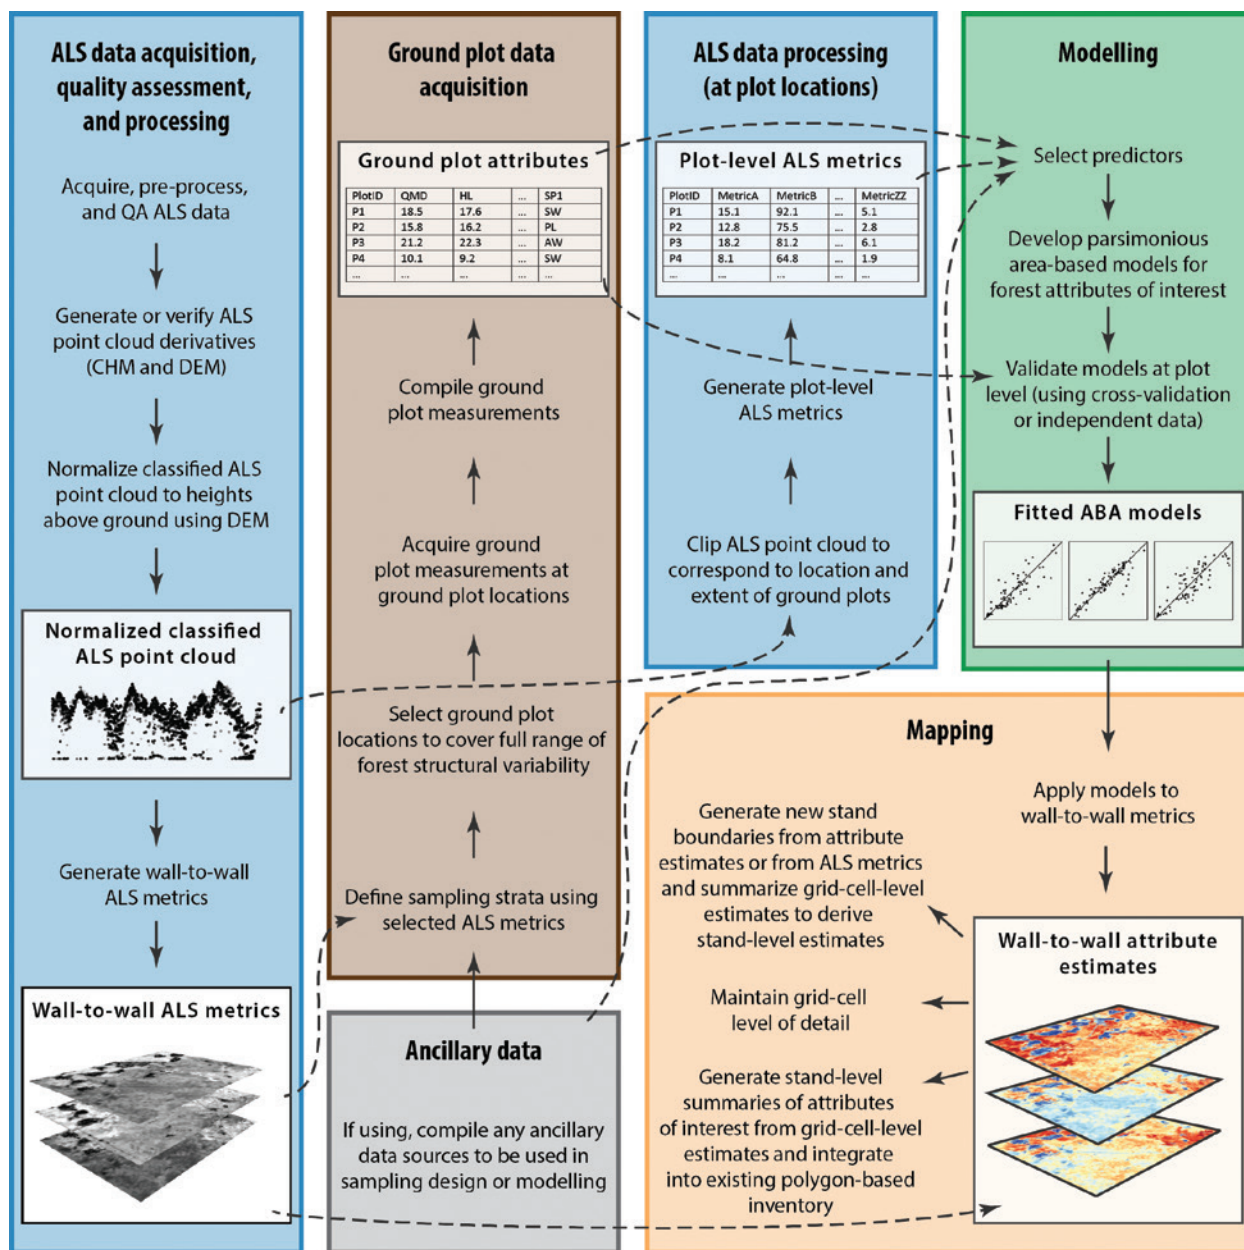 ALS data acquisition,
quality assessment,
and processing
Acquire, pre-process,
and QA ALS data
Generate or verify ALS
point cloud derivatives
(CHM and DEM)
Normalize classified ALS
point cloud to heights
above ground using DEM
Normalized classified
ALS point cloud
Generate wall-to-wall
ALS metrics
Wall-to-wall ALS metrics
Ground plot data
acquisition
Ground plot attributes
PlotID QMD HL ... SP1
P1 18.5 17.6 ... SW
P2 15.8 16.2 ... PL
P3 21.2 22.3 ... AW
P4 10.1 9.2 ... SW
... ... ... ... ...
Compile ground
plot measurements
Acquire ground
plot measurements at
ground plot locations
Select ground plot
locations to cover full range of
forest structural variability
Define sampling strata using
selected ALS metrics
Ancillary data
If using, compile any ancillary
data sources to be used in
sampling design or modelling
ALS data processing
(at plot locations)
Plot-level ALS metrics
PlotID MetricA MetricB ... MetricZZ
P1 15.1 92.1 ... 5.1
P2 12.8 75.5 ... 2.8
P3 18.2 81.2 ... 6.1
P4 8.1 64.8 ... 1.9
... ... ... ... ...
Generate plot-level
ALS metrics
Clip ALS point cloud to
correspond to location and
extent of ground plots
Modelling
Select predictors
Develop parsimonious
area-based models for
forest attributes of interest
Validate models at plot
level (using cross-validation
or independent data)
Fitted ABA models
Mapping
Apply models to
wall-to-wall metrics
Wall-to-wall attribute
estimates
Generate new stand
boundaries from attribute
estimates or from ALS metrics
and summarize grid-cell-level
estimates to derive
stand-level estimates
Maintain grid-cell
level of detail
Generate stand-level
summaries of attributes
of interest from grid-cell-level
estimates and integrate
into existing polygon-based
inventory